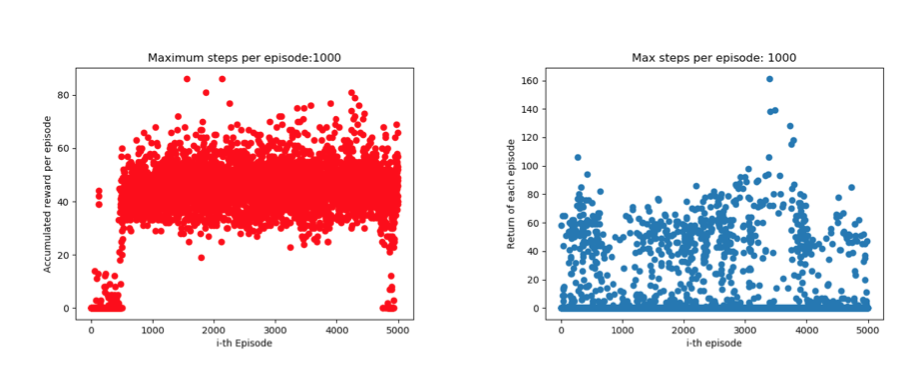 Maximum steps per episode:1000
Accumulated reward per episode
80
60
40
20
0
0 1000 2000 3000 4000 5000
i-th Episode
Max steps per episode: 1000
Return of each episode
160
140
120
100
80
60
40
20
0
0 1000 2000 3000 4000 5000
i-th episode